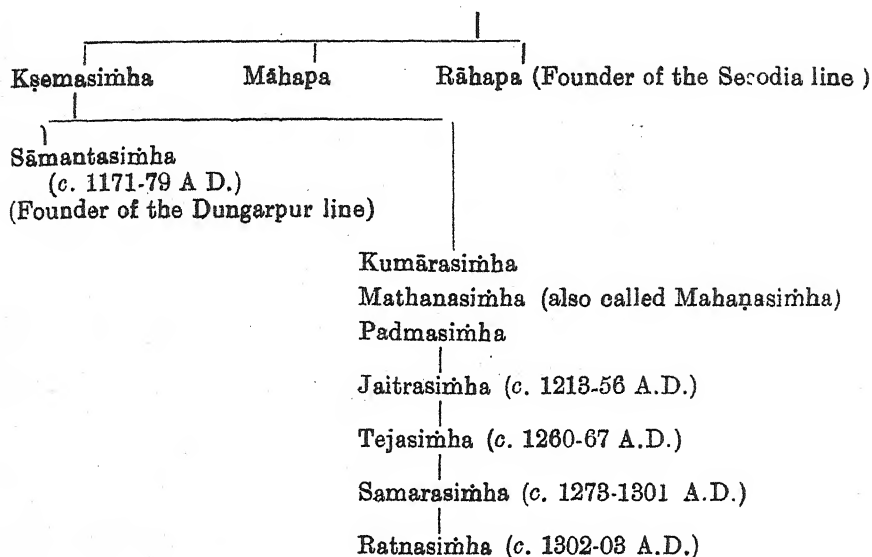 Kṣemasiṁha Māhapa Rāhapa (Founder of the Sesodia line )
Sāmantasiṁha
(c. 1171-79 A D.)
(Founder of the Dungarpur line)
Kumārasiṁha
Mathanasiṁha (also called Mahaṇasiṁha)
Padmasiṁha
Jaitrasiṁha (c. 1213-56 A.D.)
Tejasiṁha (c. 1260-67 A.D.)
Samarasiṁha (c. 1273-1301 A.D.)
Ratnasiṁha (c. 1302-03 A.D.)